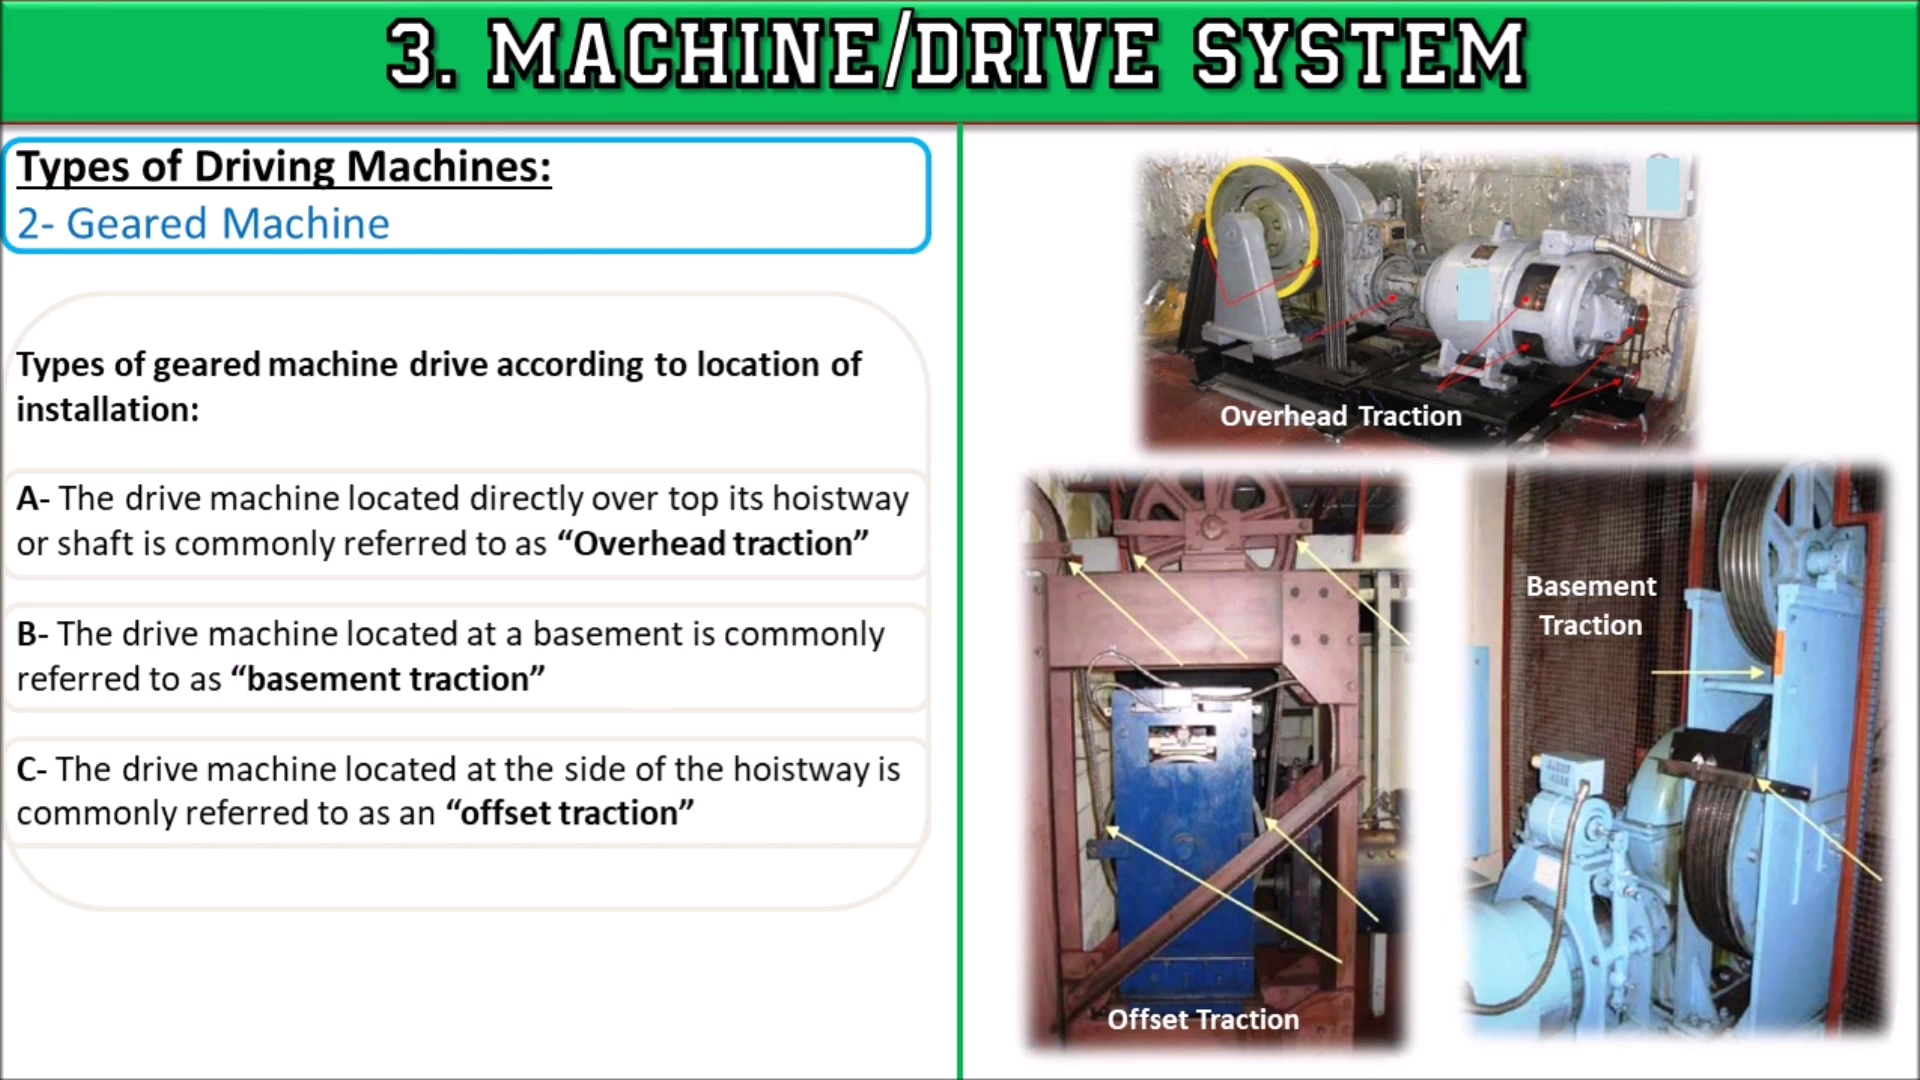 3. MACHINE/DRIVE SYSTEM
Types of Driving Machines:
2- Geared Machine
Types of geared machine drive according to location of
installation:
A- The drive machine located directly over top its hoistway
or shaft is commonly referred to as “Overhead traction”
B- The drive machine located at a basement is commonly
referred to as “basement traction”
C- The drive machine located at the side of the hoistway is
commonly referred to as an “offset traction”
Overhead Traction
Offset Traction
Basement
Traction